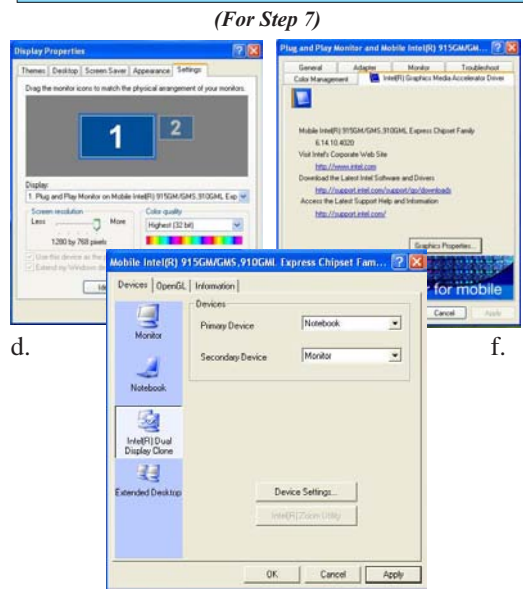 (For Step 7)
Display Properties
Themes Desktop Screen Saver Appearance Settings
Drag the monitor icons to match the physical arrangement of your monitors.
1 2
Display:
1. Plug and Play Monitor on Mobile Intel(R) 915GM/GMS,910GML Exp
Screen resolution
Less More
1280 by 768 pixels
Color quality
Highest (32 bit)
Use this device as the
Extend my Windows
Plug and Play Monitor and Mobile Intel(R) 915GM/GM...
General Adapter Monitor Troubleshoot
Color Management Intel(R) Graphics Media Accelerator Driver
Mobile Intel(R) 915GM/GMS,910GML Express Chipset Family
6.14.10.4020
Visit Intel's Corporate Web Site
http://www.intel.com
Download the Latest Intel Software and Drivers
http://support.intel.com/support/go/downloads
Access the Latest Support Help and Information
http://support.intel.com/
Graphics Properties...
for mobile
Cancel Apply
d.
f.
Mobile Intel(R) 915GM/GMS,910GML Express Chipset Fam...
Devices OpenGL Information
Monitor
Notebook
Intel(R) Dual
Display Clone
Extended Desktop
Devices
Primary Device Notebook
Secondary Device Monitor
Device Settings...
Intel(R) Zoom Utility
OK Cancel Apply